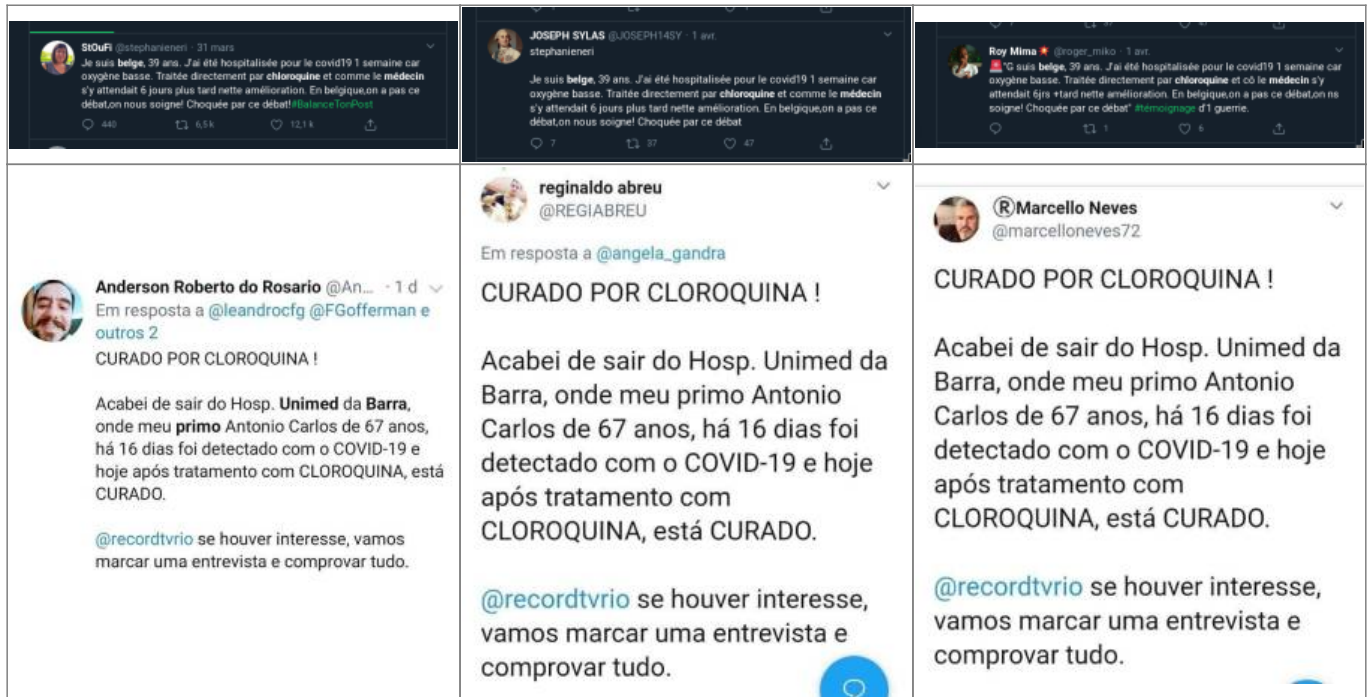 StOuFi @stephanieneri · 31 mars
Je suis belge, 39 ans. J'ai été hospitalisée pour le covid19 1 semaine car
oxygène basse. Traitée directement par chloroquine et comme le médecin
s'y attendait 6 jours plus tard nette amélioration. En belgique,on a pas ce
débat,on nous soigne! Choquée par ce débat!#BalanceTonPost
440 6,5 k 12,1 k
JOSEPH SYLAS @JOSEPH14SY · 1 avr.
stephanieneri
Je suis belge, 39 ans. J'ai été hospitalisée pour le covid19 1 semaine car
oxygène basse. Traitée directement par chloroquine et comme le médecin
s'y attendait 6 jours plus tard nette amélioration. En belgique,on a pas ce
débat,on nous soigne! Choquée par ce débat
7 37 47
Roy Mima @roger_miko · 1 avr.
"G suis belge, 39 ans. J'ai été hospitalisée pour le covid19 1 semaine car
oxygène basse. Traitée directement par chloroquine et cô le médecin s'y
attendait 6jrs +tard nette amélioration. En belgique,on a pas ce débat,on ns
soigne! Choquée par ce débat" #témoignage d'1 guerrie.
1 6
Anderson Roberto do Rosario @An... · 1 d
Em resposta a @leandrocfg @FGofferman e
outros 2
CURADO POR CLOROQUINA !
Acabei de sair do Hosp. Unimed da Barra,
onde meu primo Antonio Carlos de 67 anos,
há 16 dias foi detectado com o COVID-19 e
hoje após tratamento com CLOROQUINA, está
CURADO.
@recordtvrio se houver interesse, vamos
marcar uma entrevista e comprovar tudo.
reginaldo abreu
@REGIABREU
Em resposta a @angela_gandra
CURADO POR CLOROQUINA !
Acabei de sair do Hosp. Unimed da
Barra, onde meu primo Antonio
Carlos de 67 anos, há 16 dias foi
detectado com o COVID-19 e hoje
após tratamento com
CLOROQUINA, está CURADO.
@recordtvrio se houver interesse,
vamos marcar uma entrevista e
comprovar tudo.
ⓇMarcello Neves
@marcelloneves72
CURADO POR CLOROQUINA !
Acabei de sair do Hosp. Unimed da
Barra, onde meu primo Antonio
Carlos de 67 anos, há 16 dias foi
detectado com o COVID-19 e hoje
após tratamento com
CLOROQUINA, está CURADO.
@recordtvrio se houver interesse,
vamos marcar uma entrevista e
comprovar tudo.